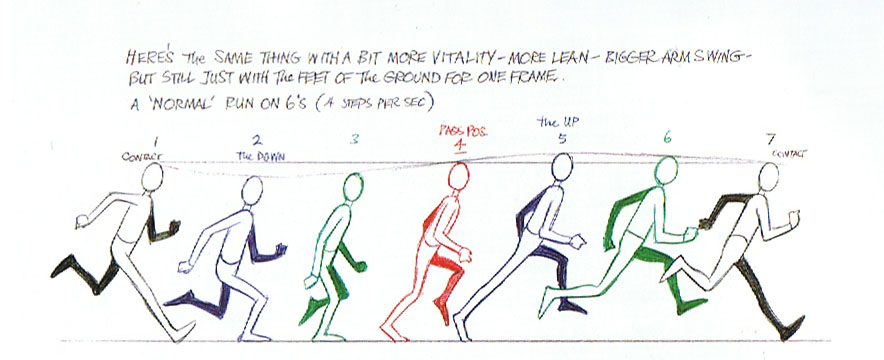 HERE'S THE SAME THING WITH A BIT MORE VITALITY - MORE LEAN - BIGGER ARM SWING -
BUT STILL JUST WITH THE FEET OF THE GROUND FOR ONE FRAME.
A 'NORMAL' RUN ON 6'S (4 STEPS PER SEC)
1 CONTACT
2 THE DOWN
3
PASS POS. 4
THE UP 5
6
7 CONTACT